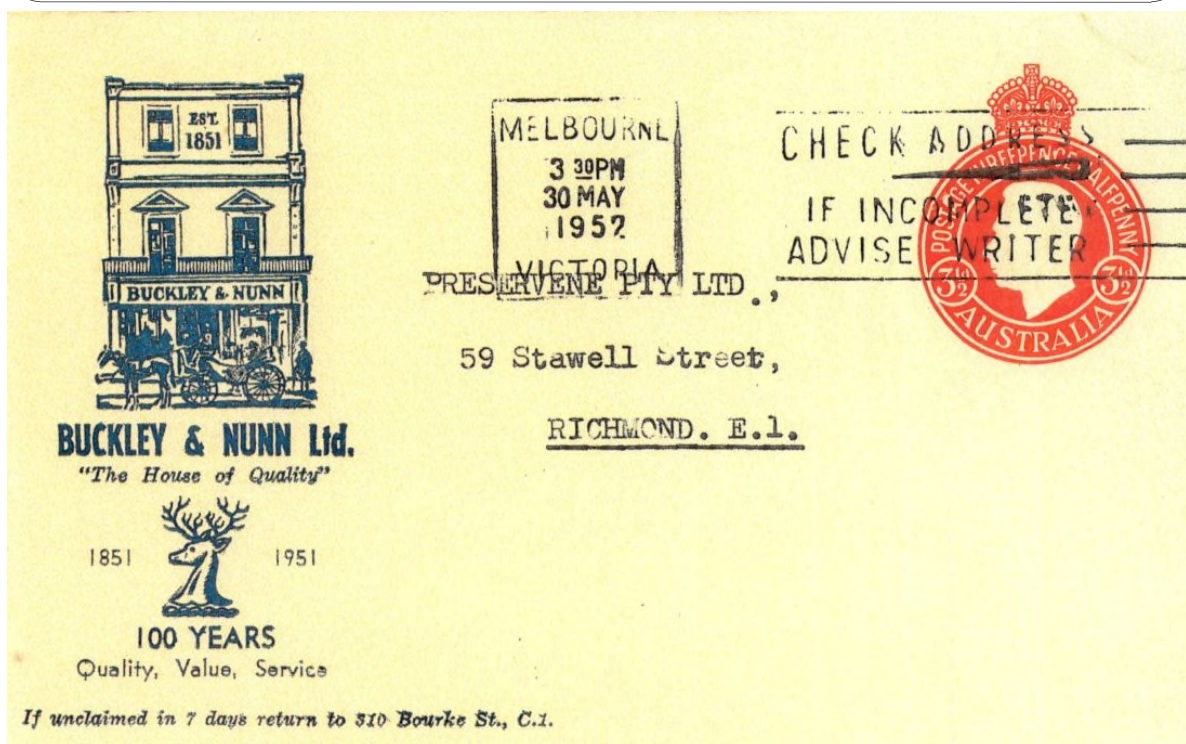 EST.
1851
BUCKLEY & NUNN
BUCKLEY & NUNN Ltd.
"The House of Quality"
1851 1951
100 YEARS
Quality, Value, Service
If unclaimed in 7 days return to 310 Bourke St., C.1.
MELBOURNE
3 30PM
30 MAY
1952
VICTORIA
PRESERVENE PTY LTD.,
59 Stawell Street,
RICHMOND. E.1.
CHECK ADDRESS
IF INCOMPLETE
ADVISE WRITER
POSTAGE THREEPENCE HALFPENNY
3½d 3½d
AUSTRALIA